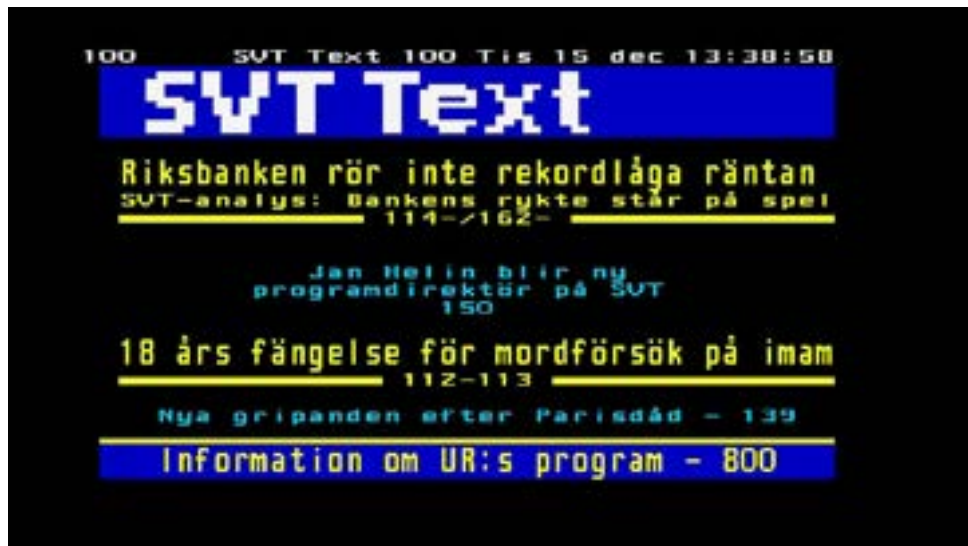 100 SVT Text 100 Tis 15 dec 13:38:58
SVT Text
Riksbanken rör inte rekordlåga räntan
SVT-analys: Bankens rykte står på spel
114-/162-
Jan Helin blir ny
programdirektör på SVT
150
18 års fängelse för mordförsök på imam
112-113
Nya gripanden efter Parisdåd - 139
Information om UR:s program - 800